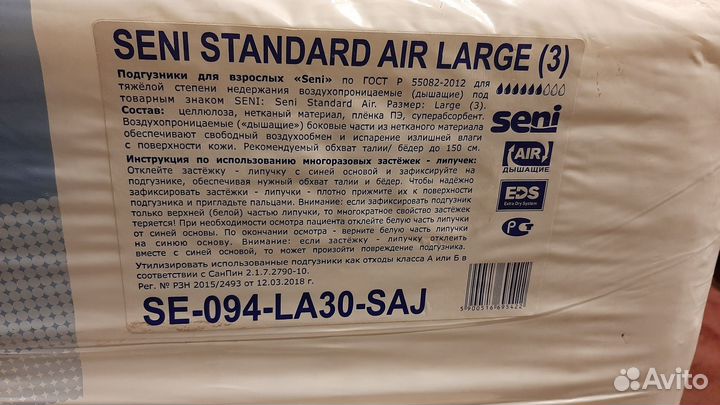 SENI STANDARD AIR LARGE (3)
Подгузники для взрослых «Seni» по ГОСТ Р 55082-2012 для
тяжёлой степени недержания воздухопроницаемые (дышащие) под
товарным знаком SENI: Seni Standard Air. Размер: Large (3).
Состав: целлюлоза, нетканый материал, плёнка ПЭ, суперабсорбент.
Воздухопроницаемые («дышащие») боковые части из нетканого материала
обеспечивают свободный воздухообмен и испарение излишней влаги
с поверхности кожи. Рекомендуемый обхват талии/ бёдер до 150 см.
Инструкция по использованию многоразовых застёжек - липучек:
Отклейте застёжку - липучку с синей основой и зафиксируйте на
подгузнике, обеспечивая нужный обхват талии и бёдер. Чтобы надёжно
зафиксировать застёжки - липучки - плотно прижмите их к поверхности
подгузника и пригладьте пальцами. Внимание: если зафиксировать подгузник
только верхней (белой) частью липучки, то многократное свойство застежек
теряется! При необходимости осмотра пациента отклейте белую часть липучки
от синей основы. По окончании осмотра - верните белую часть липучки на
синюю основу. Внимание: если застёжку - липучку отклеить
вместе с синей основой, то может произойти повреждение подгузника.
Утилизировать использованные подгузники как отходы класса А или Б в
соответствии с СанПин 2.1.7.2790-10.
Рег. № РЗН 2015/2493 от 12.03.2018 г.
SE-094-LA30-SAJ
seni
AIR
ДЫШАЩИЕ
EDS
Extra Dry System
Р
5 900516 695422
Avito